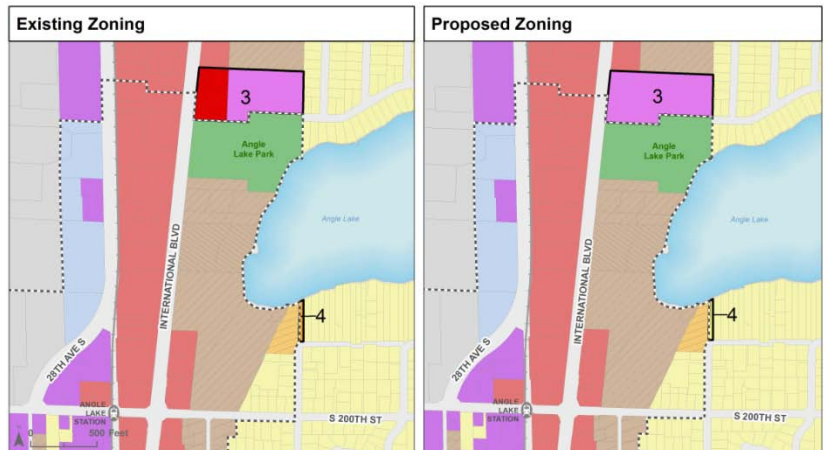 Existing Zoning
3
Angle
Lake Park
Angle Lake
INTERNATIONAL BLVD
4
28TH AVE S
ANGLE
LAKE
STATION
S 200TH ST
0
500 Feet
Proposed Zoning
3
Angle
Lake Park
Angle Lake
INTERNATIONAL BLVD
4
28TH AVE S
ANGLE
LAKE
STATION
S 200TH ST